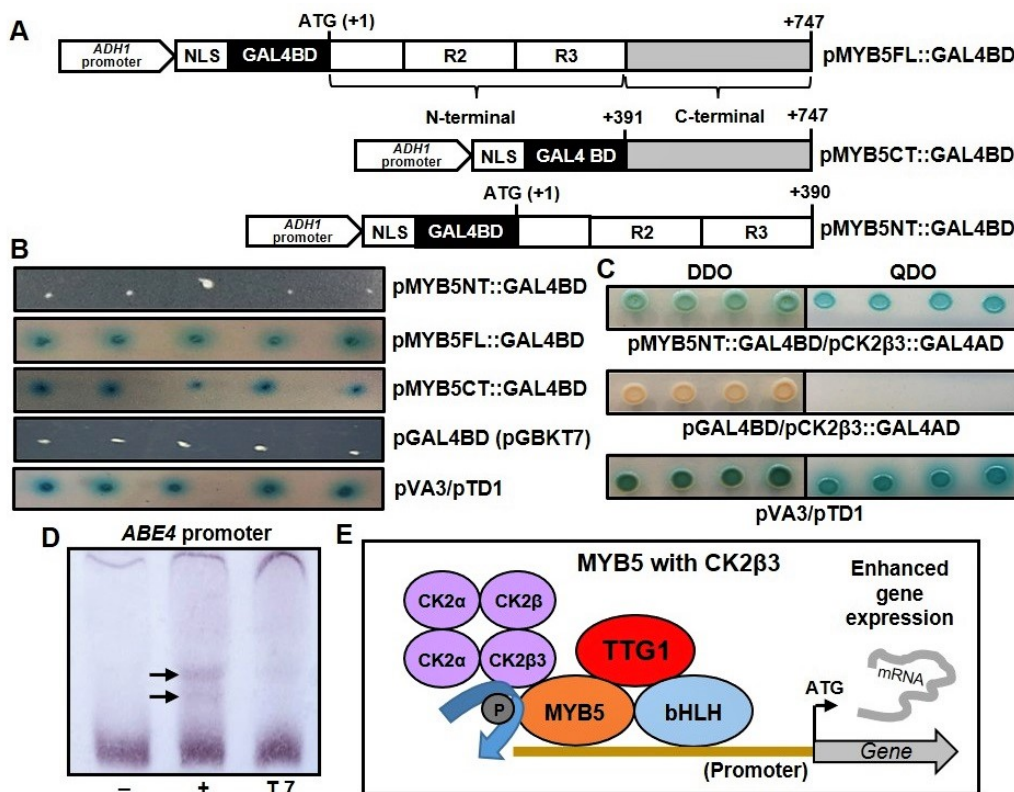 A
ATG (+1)
+747
ADH1 promoter
NLS
GAL4BD
R2
R3
pMYB5FL::GAL4BD
N-terminal
C-terminal
+391
+747
ADH1 promoter
NLS
GAL4 BD
pMYB5CT::GAL4BD
ATG (+1)
+390
ADH1 promoter
NLS
GAL4BD
R2
R3
pMYB5NT::GAL4BD
B
pMYB5NT::GAL4BD
pMYB5FL::GAL4BD
pMYB5CT::GAL4BD
pGAL4BD (pGBKT7)
pVA3/pTD1
C
DDO
QDO
pMYB5NT::GAL4BD/pCK2β3::GAL4AD
pGAL4BD/pCK2β3::GAL4AD
pVA3/pTD1
D
ABE4 promoter
–
+
T7
E
MYB5 with CK2β3
Enhanced
gene
expression
CK2α
CK2β
CK2α
CK2β3
TTG1
P
MYB5
bHLH
mRNA
ATG
(Promoter)
Gene